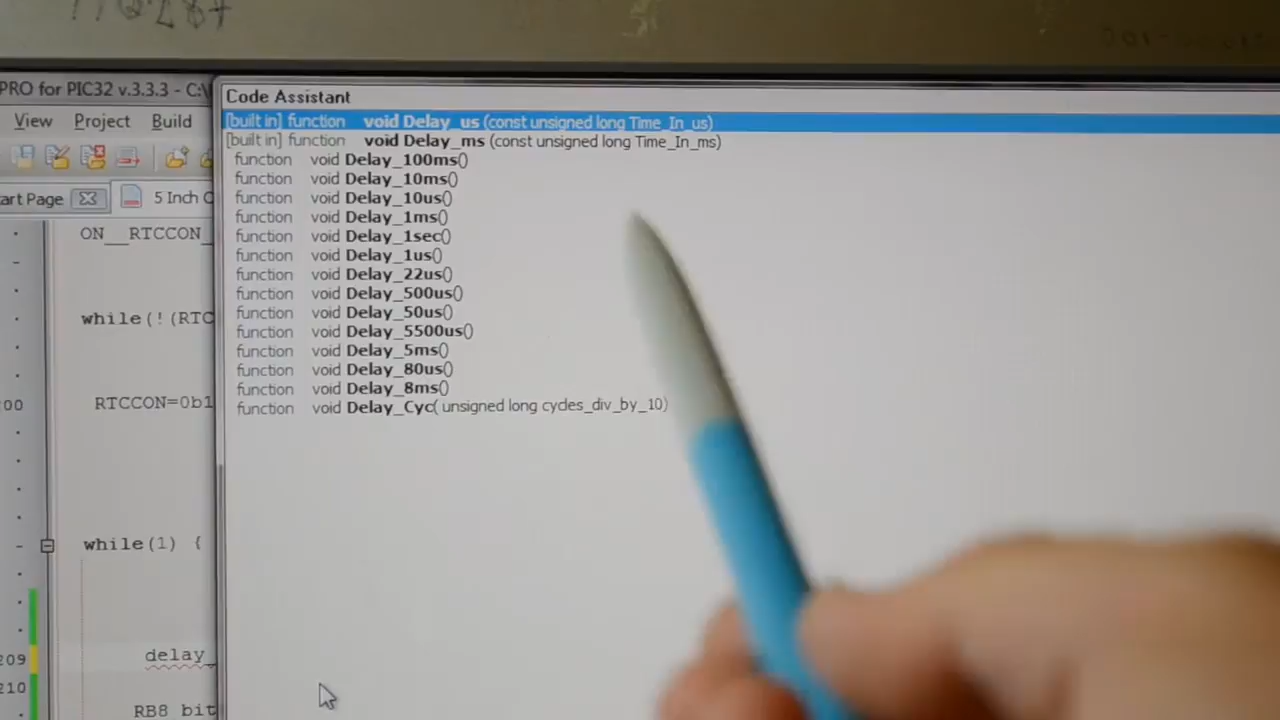 PRO for PIC32 v.3.3.3 - C:\
View Project Build
art Page
5 Inch
Code Assistant
[built in] function void Delay_us (const unsigned long Time_In_us)
[built in] function void Delay_ms (const unsigned long Time_In_ms)
function void Delay_100ms()
function void Delay_10ms()
function void Delay_10us()
function void Delay_1ms()
function void Delay_1sec()
function void Delay_1us()
function void Delay_22us()
function void Delay_500us()
function void Delay_50us()
function void Delay_5500us()
function void Delay_5ms()
function void Delay_80us()
function void Delay_8ms()
function void Delay_Cyc( unsigned long cycles_div_by_10)
ON__RTCCON_
while(!(RTC
00 RTCCON=0b1
while(1) {
209 delay_
210 RB8_bit